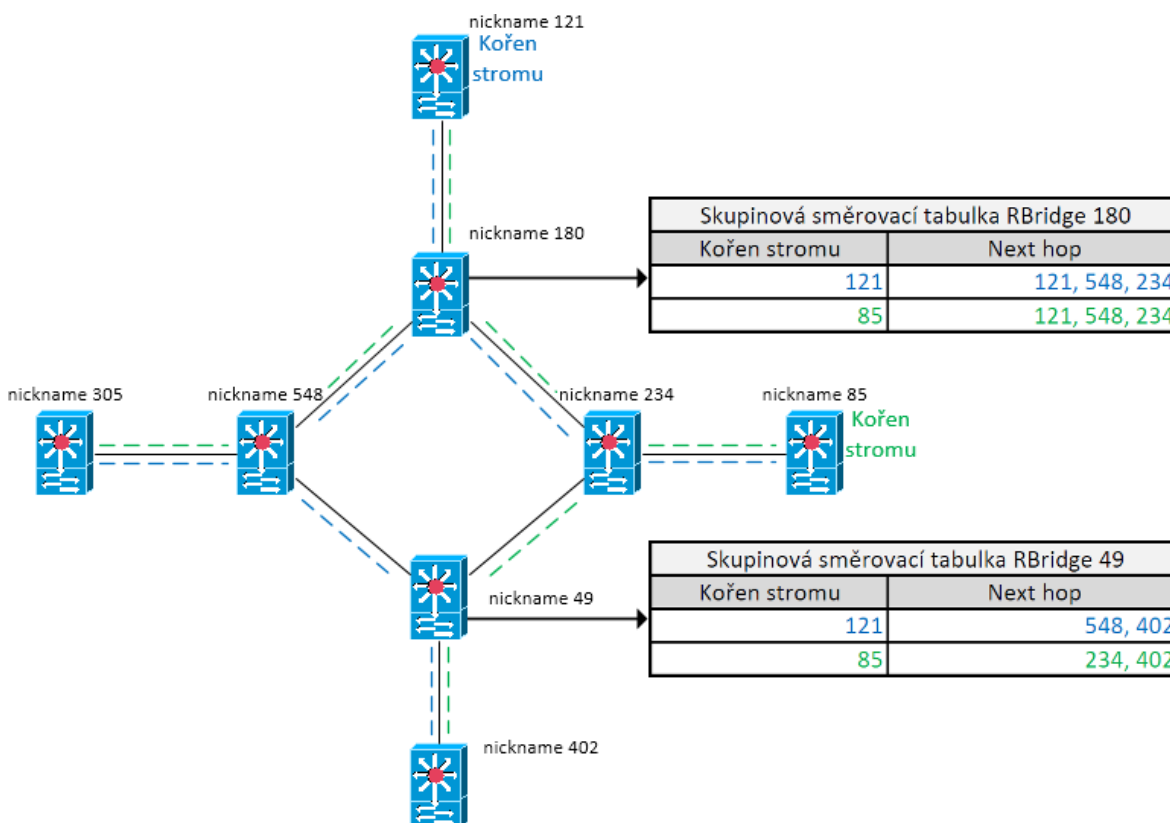 nickname 121
Kořen
stromu
nickname 180
Skupinová směrovací tabulka RBridge 180
Kořen stromu Next hop
121 121, 548, 234
85 121, 548, 234
nickname 305
nickname 548
nickname 234
nickname 85
Kořen
stromu
Skupinová směrovací tabulka RBridge 49
Kořen stromu Next hop
121 548, 402
85 234, 402
nickname 49
nickname 402